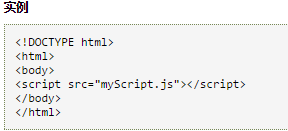 实例
<!DOCTYPE html>
<html>
<body>
<script src="myScript.js"></script>
</body>
</html>